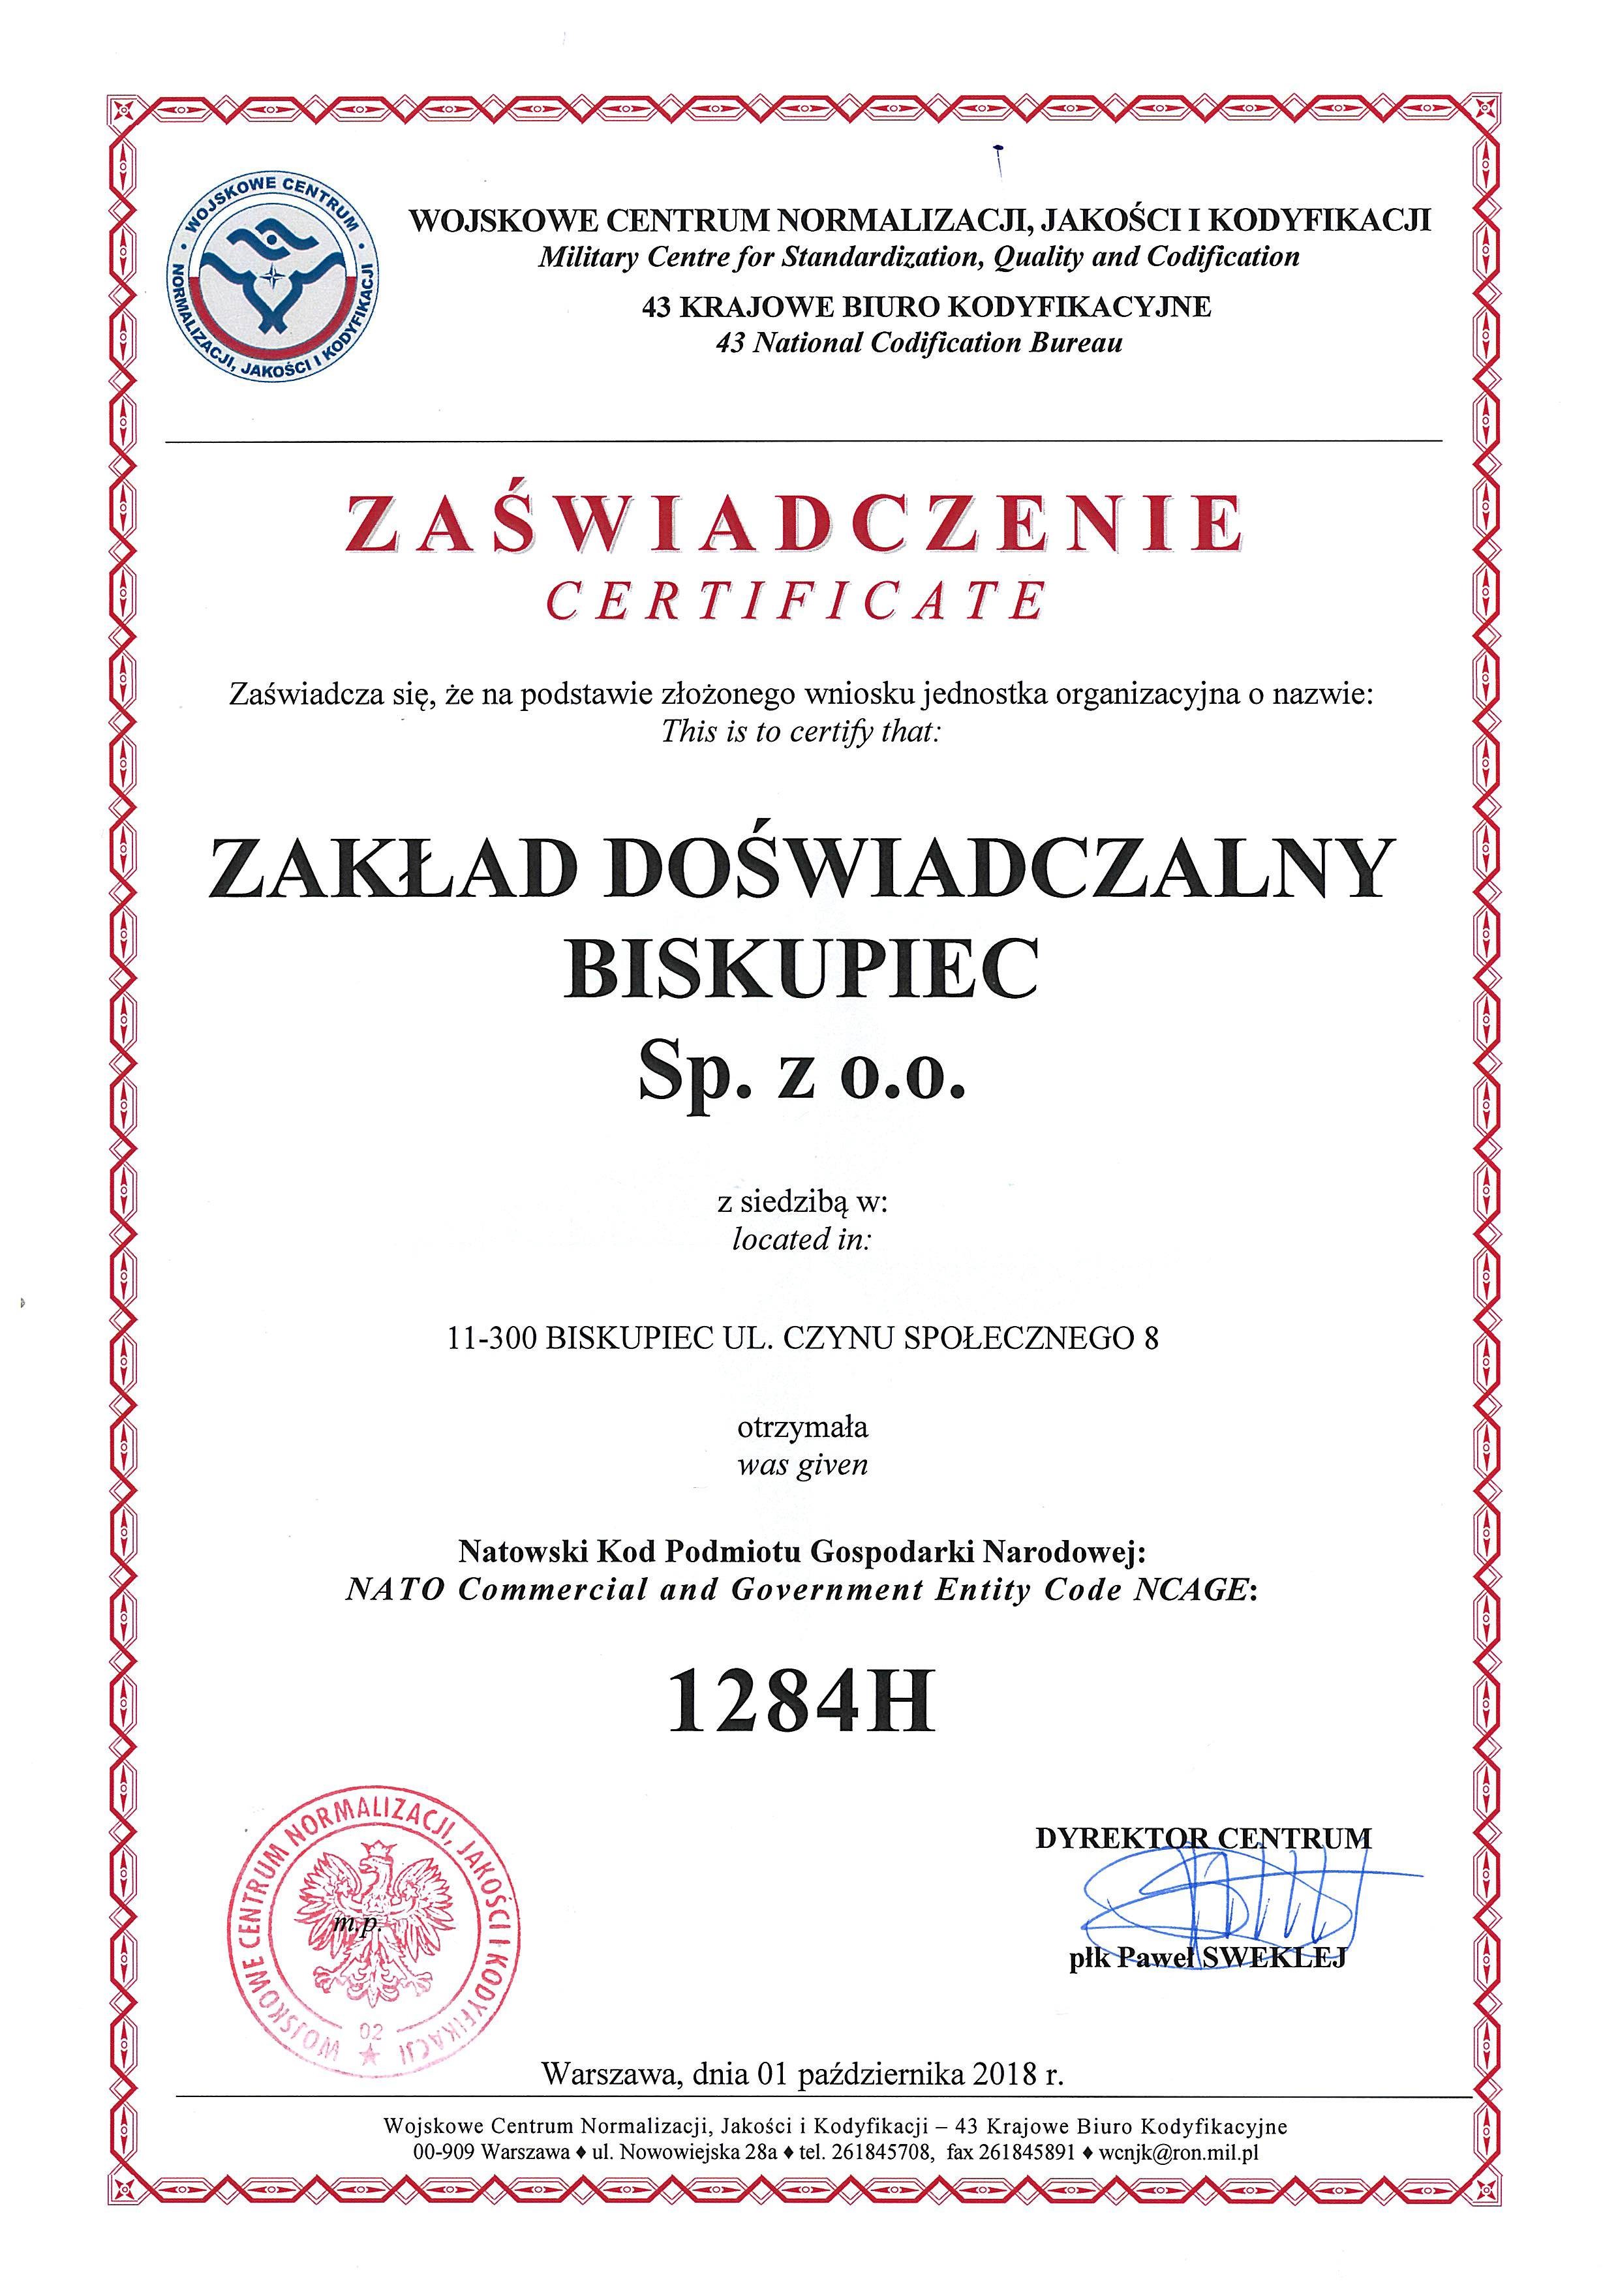 WOJSKOWE CENTRUM
NORMALIZACJI, JAKOŚCI I KODYFIKACJI
WOJSKOWE CENTRUM NORMALIZACJI, JAKOŚCI I KODYFIKACJI
Military Centre for Standardization, Quality and Codification
43 KRAJOWE BIURO KODYFIKACYJNE
43 National Codification Bureau
ZAŚWIADCZENIE
CERTIFICATE
Zaświadcza się, że na podstawie złożonego wniosku jednostka organizacyjna o nazwie:
This is to certify that:
ZAKŁAD DOŚWIADCZALNY
BISKUPIEC
Sp. z o.o.
z siedzibą w:
located in:
11-300 BISKUPIEC UL. CZYNU SPOŁECZNEGO 8
otrzymała
was given
Natowski Kod Podmiotu Gospodarki Narodowej:
NATO Commercial and Government Entity Code NCAGE:
1284H
WOJSKOWE CENTRUM NORMALIZACJI, JAKOŚCI I KODYFIKACJI
m.p.
02
DYREKTOR CENTRUM
płk Paweł SWEKLEJ
Warszawa, dnia 01 października 2018 r.
Wojskowe Centrum Normalizacji, Jakości i Kodyfikacji – 43 Krajowe Biuro Kodyfikacyjne
00-909 Warszawa ♦ ul. Nowowiejska 28a ♦ tel. 261845708, fax 261845891 ♦ wcnjk@ron.mil.pl